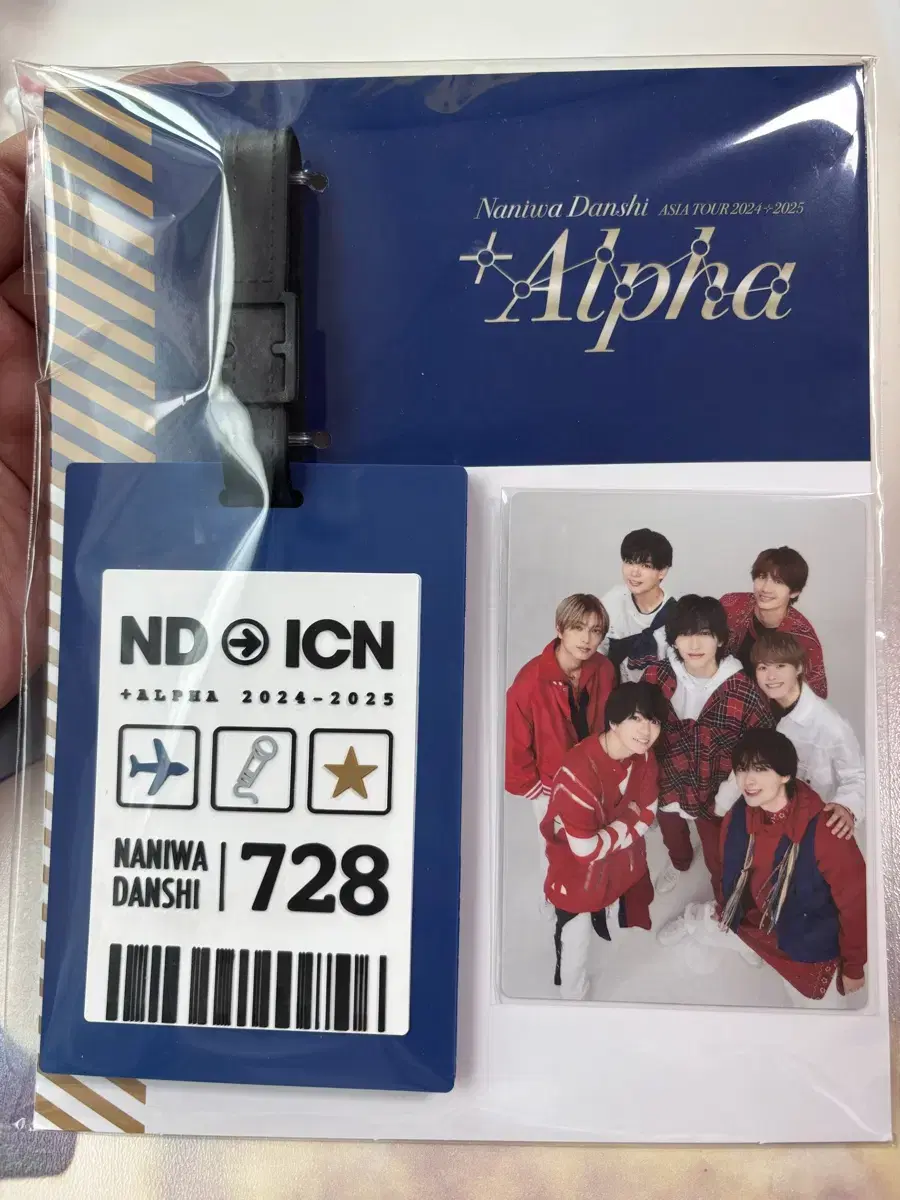 Naniwa Danshi ASIA TOUR 2024+2025
+Alpha
ND → ICN
+ALPHA 2024-2025
NANIWA
DANSHI
728